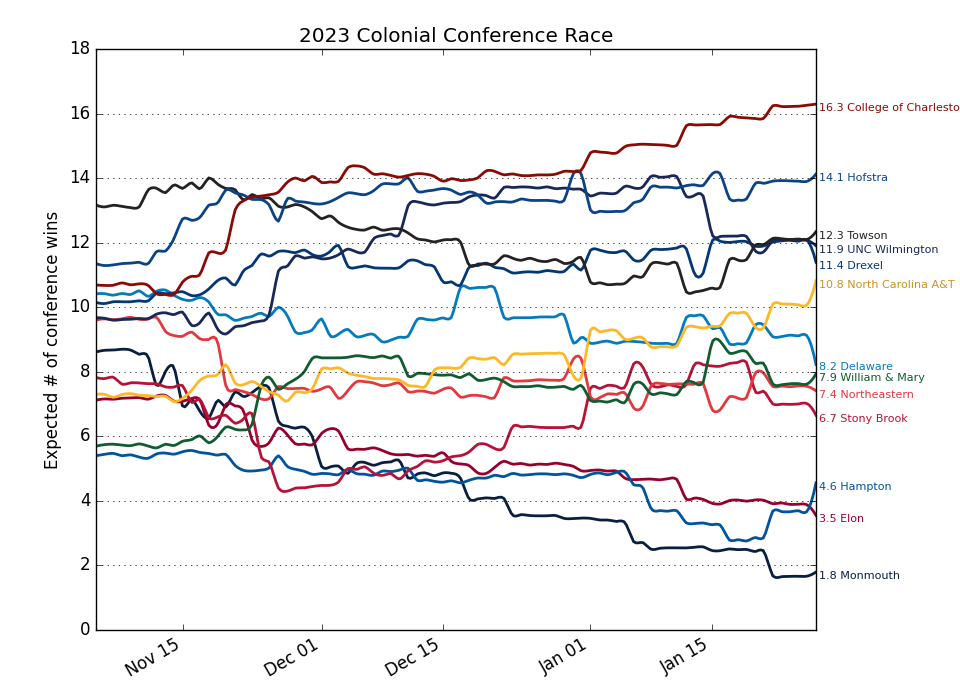 2023 Colonial Conference Race
Expected # of conference wins
18
16
14
12
10
8
6
4
2
0
Nov 15
Dec 01
Dec 15
Jan 01
Jan 15
16.3 College of Charlesto
14.1 Hofstra
12.3 Towson
11.9 UNC Wilmington
11.4 Drexel
10.8 North Carolina A&T
8.2 Delaware
7.9 William & Mary
7.4 Northeastern
6.7 Stony Brook
4.6 Hampton
3.5 Elon
1.8 Monmouth